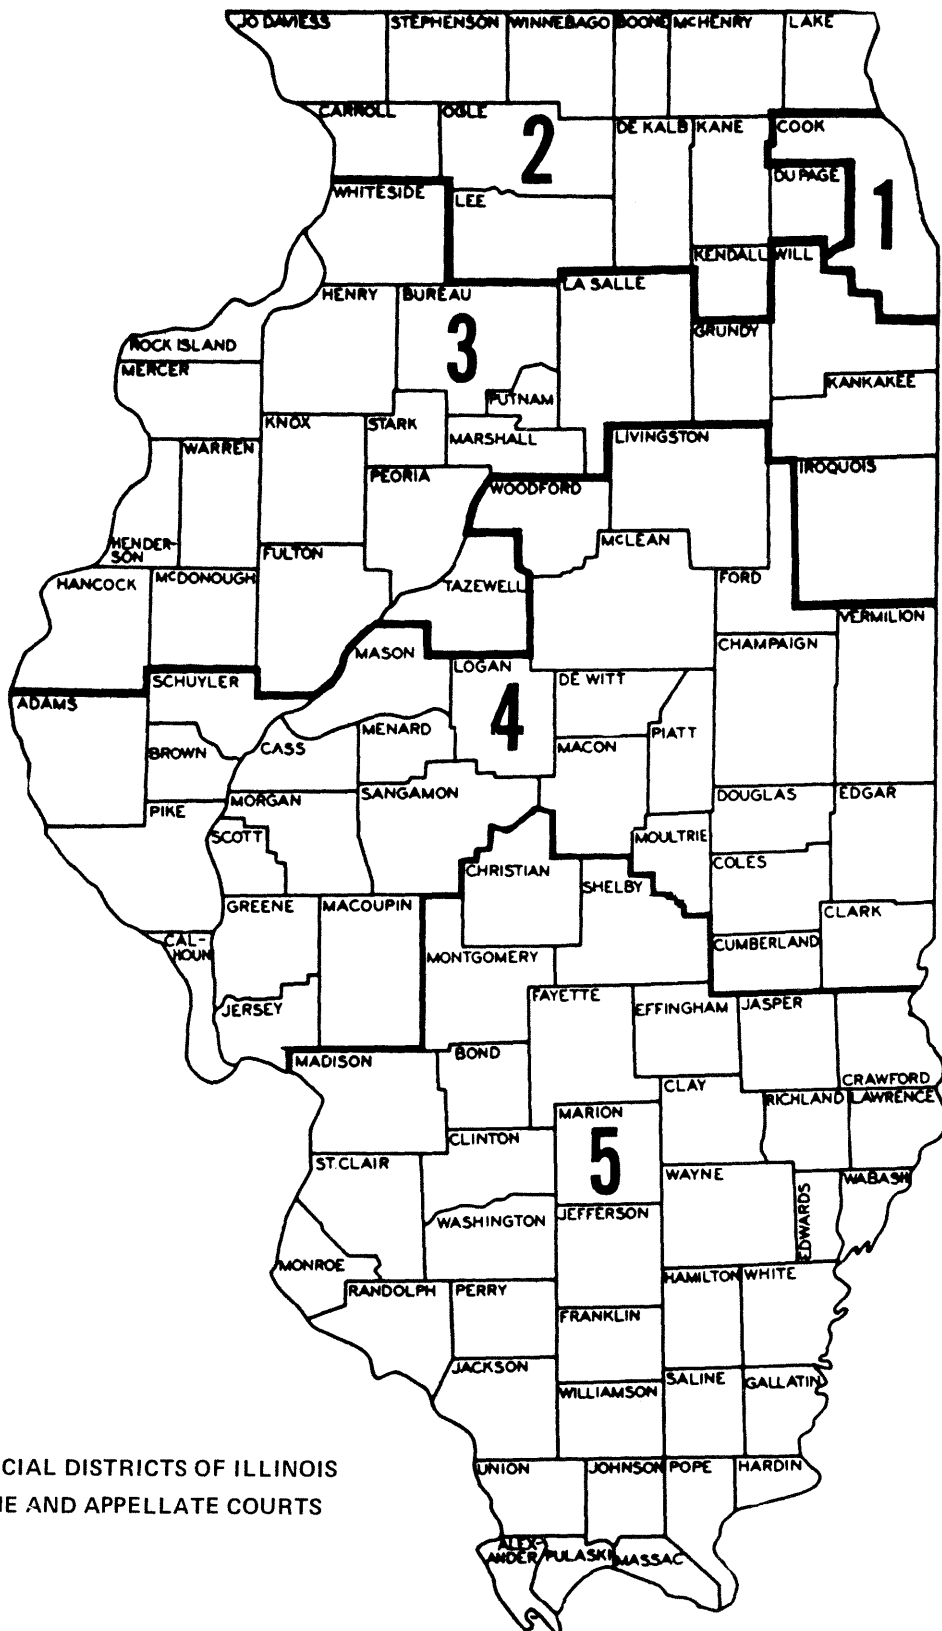 JO DAVIESS STEPHENSON WINNEBAGO BOONE McHENRY LAKE
CARROLL OGLE DE KALB KANE COOK
2
DU PAGE
WHITESIDE LEE
1
KENDALL WILL
LA SALLE
HENRY BUREAU
GRUNDY
3
ROCK ISLAND
MERCER
KANKAKEE
PUTNAM
KNOX STARK
MARSHALL LIVINGSTON
WARREN
PEORIA IROQUOIS
WOODFORD
HENDER-
SON
McLEAN
FULTON
HANCOCK McDONOUGH TAZEWELL FORD
VERMILION
CHAMPAIGN
MASON
LOGAN
SCHUYLER DE WITT
ADAMS
4
MENARD PIATT
BROWN CASS MACON
MORGAN SANGAMON DOUGLAS EDGAR
PIKE
SCOTT MOULTRIE
COLES
CHRISTIAN
SHELBY
GREENE MACOUPIN CLARK
CAL-
HOUN
CUMBERLAND
MONTGOMERY
FAYETTE
JERSEY EFFINGHAM JASPER
MADISON BOND
CRAWFORD
CLAY
RICHLAND LAWRENCE
MARION
CLINTON
5
ST. CLAIR
WAYNE WABASH
EDWARDS
WASHINGTON JEFFERSON
MONROE
HAMILTON WHITE
RANDOLPH PERRY
FRANKLIN
JACKSON
SALINE GALLATIN
WILLIAMSON
CIAL DISTRICTS OF ILLINOIS
UNION JOHNSON POPE HARDIN
IE AND APPELLATE COURTS
ALEX-
ANDER PULASKI MASSAC